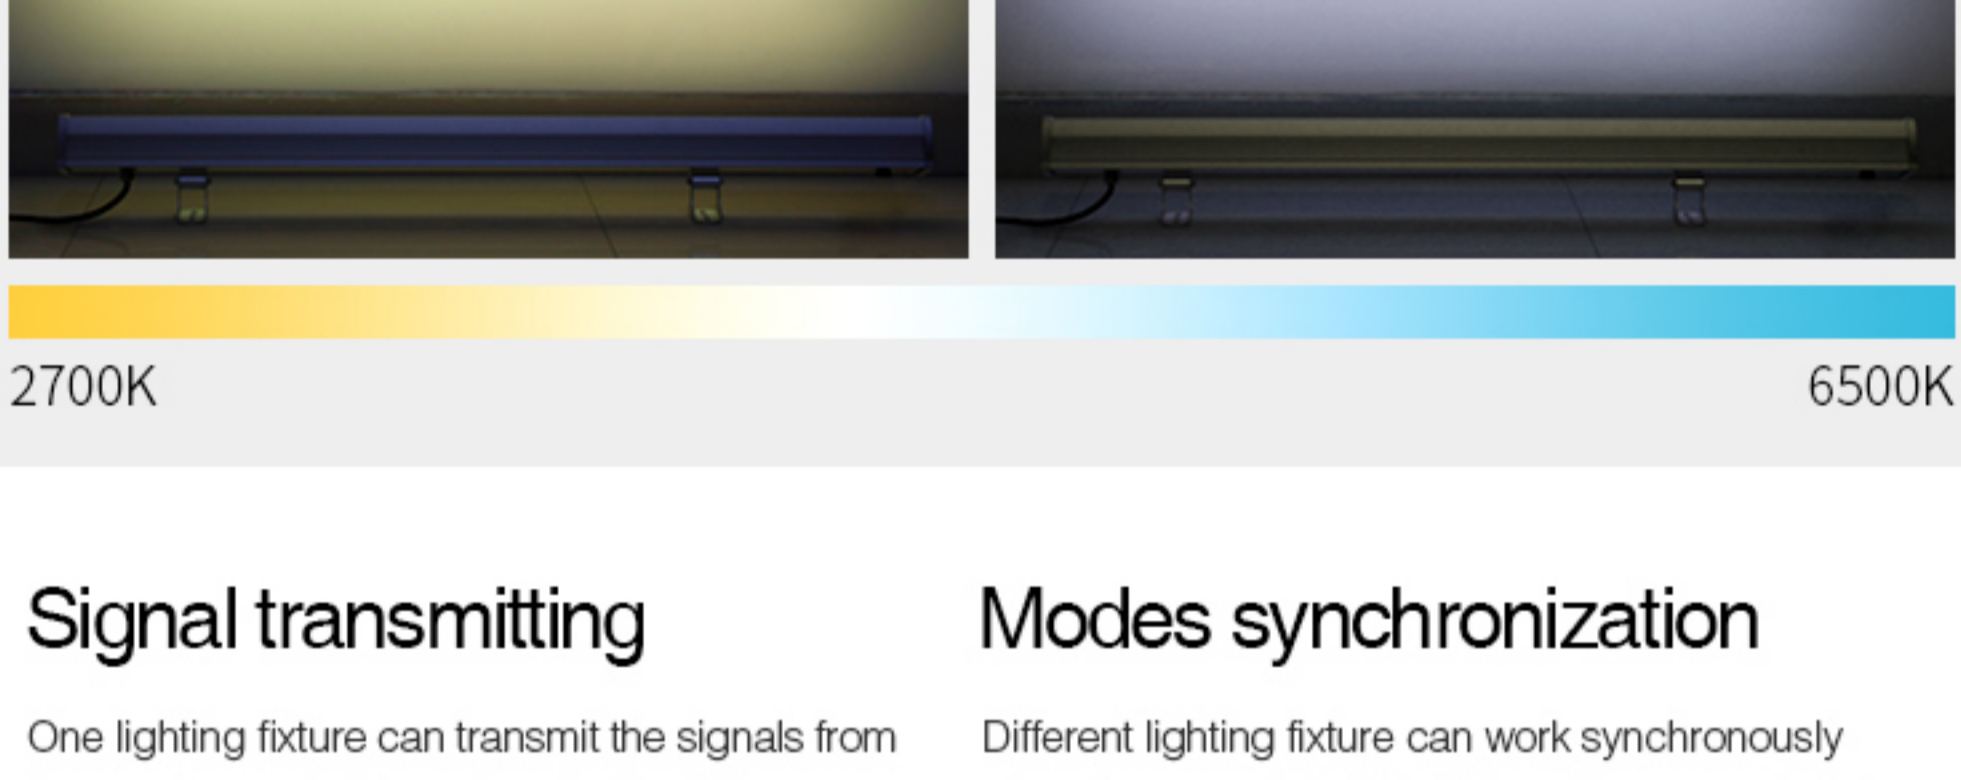 2700K
6500K
Signal transmitting
One lighting fixture can transmit the signals from
Modes synchronization
Different lighting fixture can work synchronously